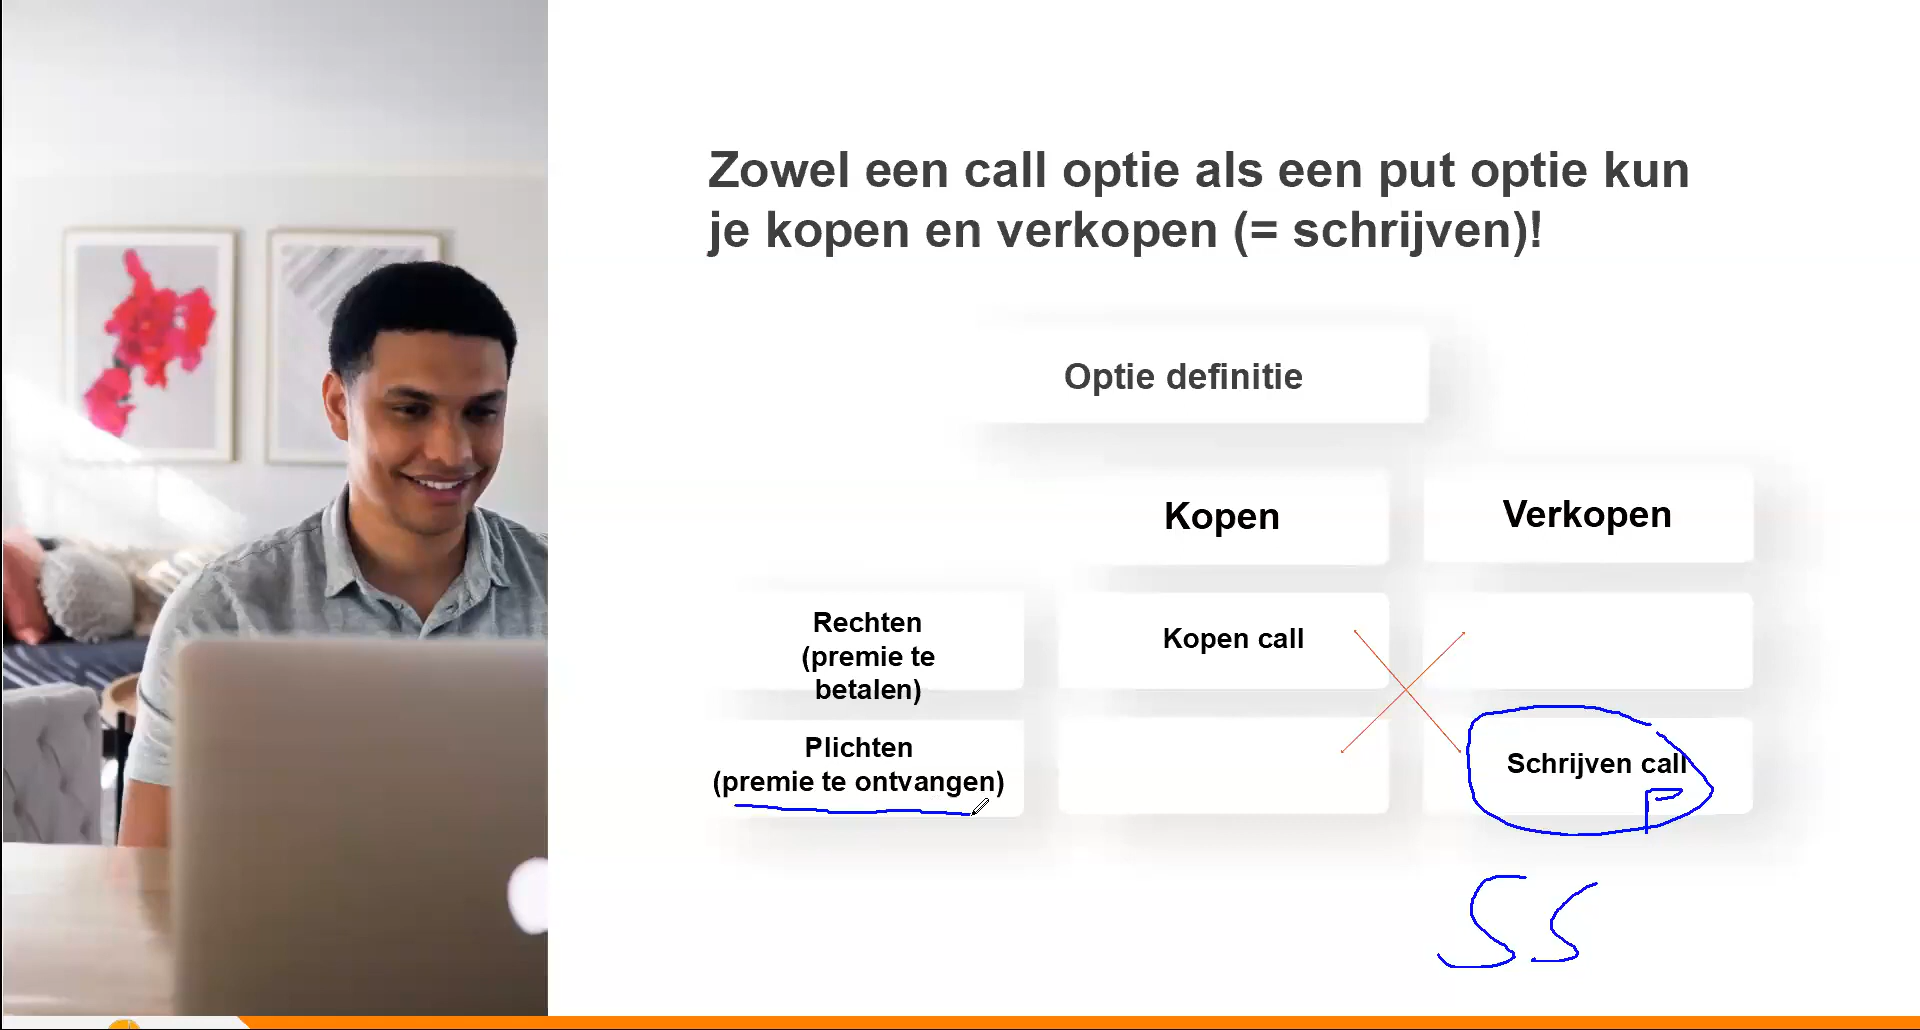 Zowel een call optie als een put optie kun
je kopen en verkopen (= schrijven)!
Optie definitie
Kopen
Verkopen
Rechten
(premie te
betalen)
Kopen call
Plichten
(premie te ontvangen)
Schrijven call
P
SS